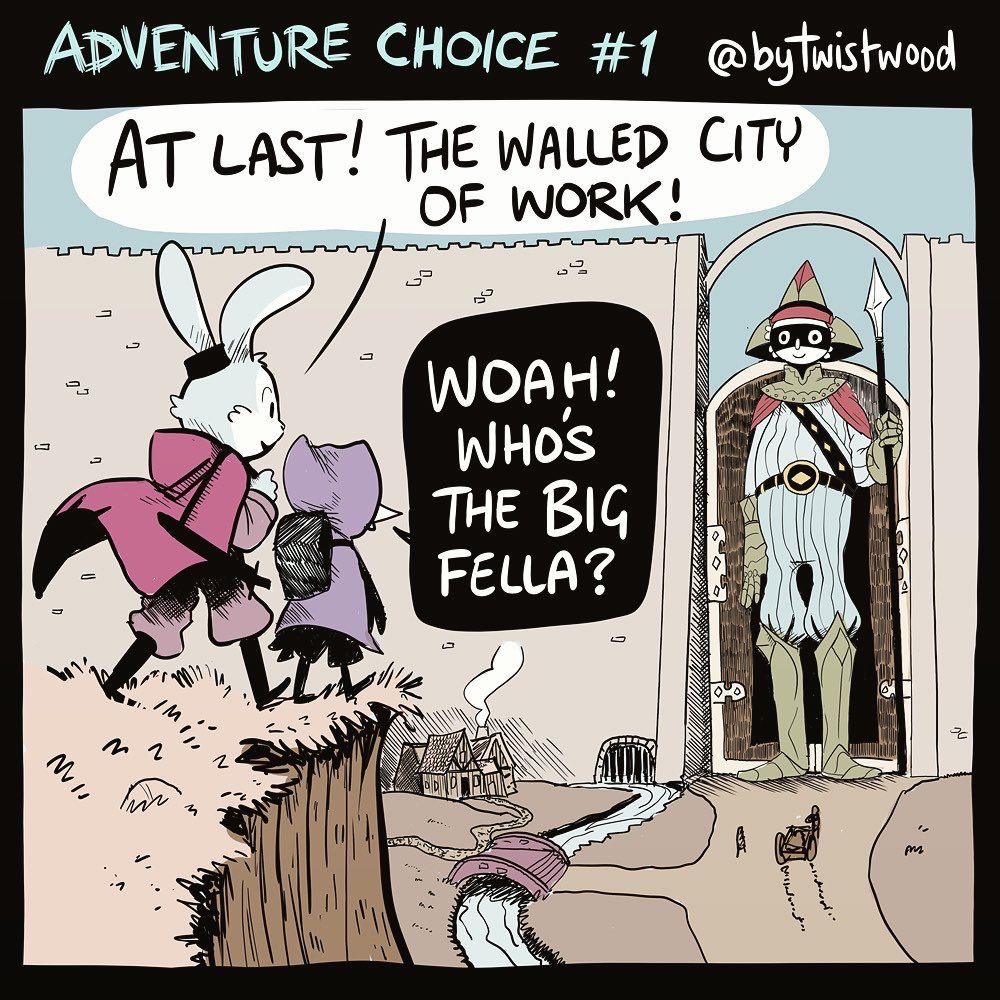 ADVENTURE CHOICE #1 @bytwistwood
AT LAST! THE WALLED CITY
OF WORK!
WOAH!
WHO'S
THE BIG
FELLA?